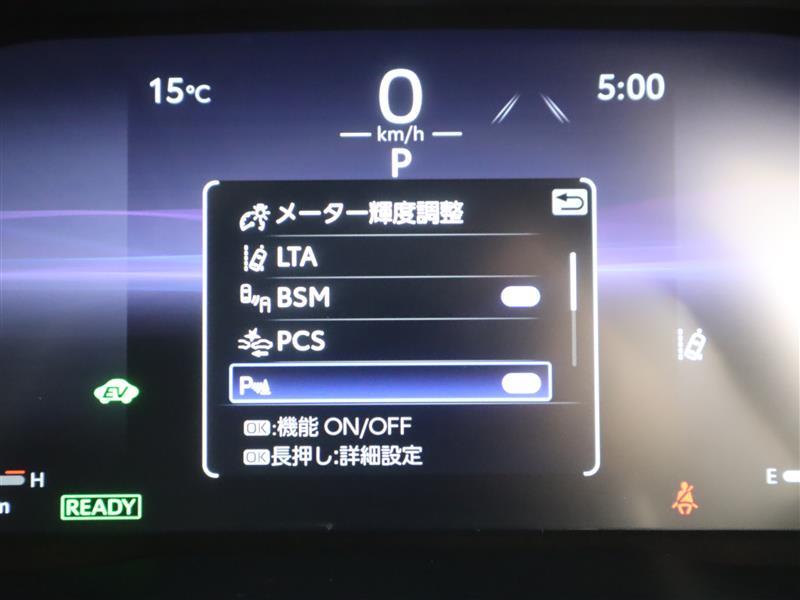 15℃
0
km/h
5:00
P
メーター輝度調整
LTA
BSM
PCS
P
OK:機能 ON/OFF
OK長押し:詳細設定
EV
H
E
READY